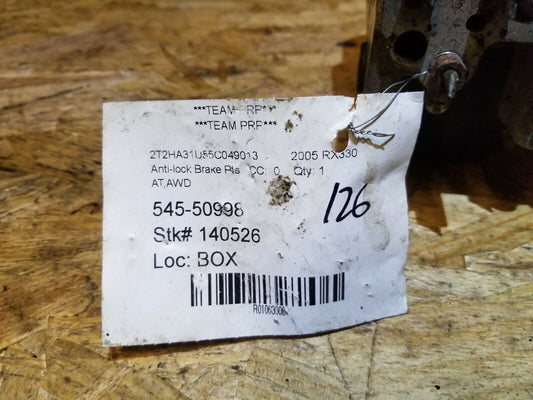 ***TEAM PRP***
***TEAM PRP***
2T2HA31U55C049013 2005 RX330
Anti-lock Brake Pts CC: 0 Qty: 1
AT,AWD
545-50998
126
Stk# 140526
Loc: BOX